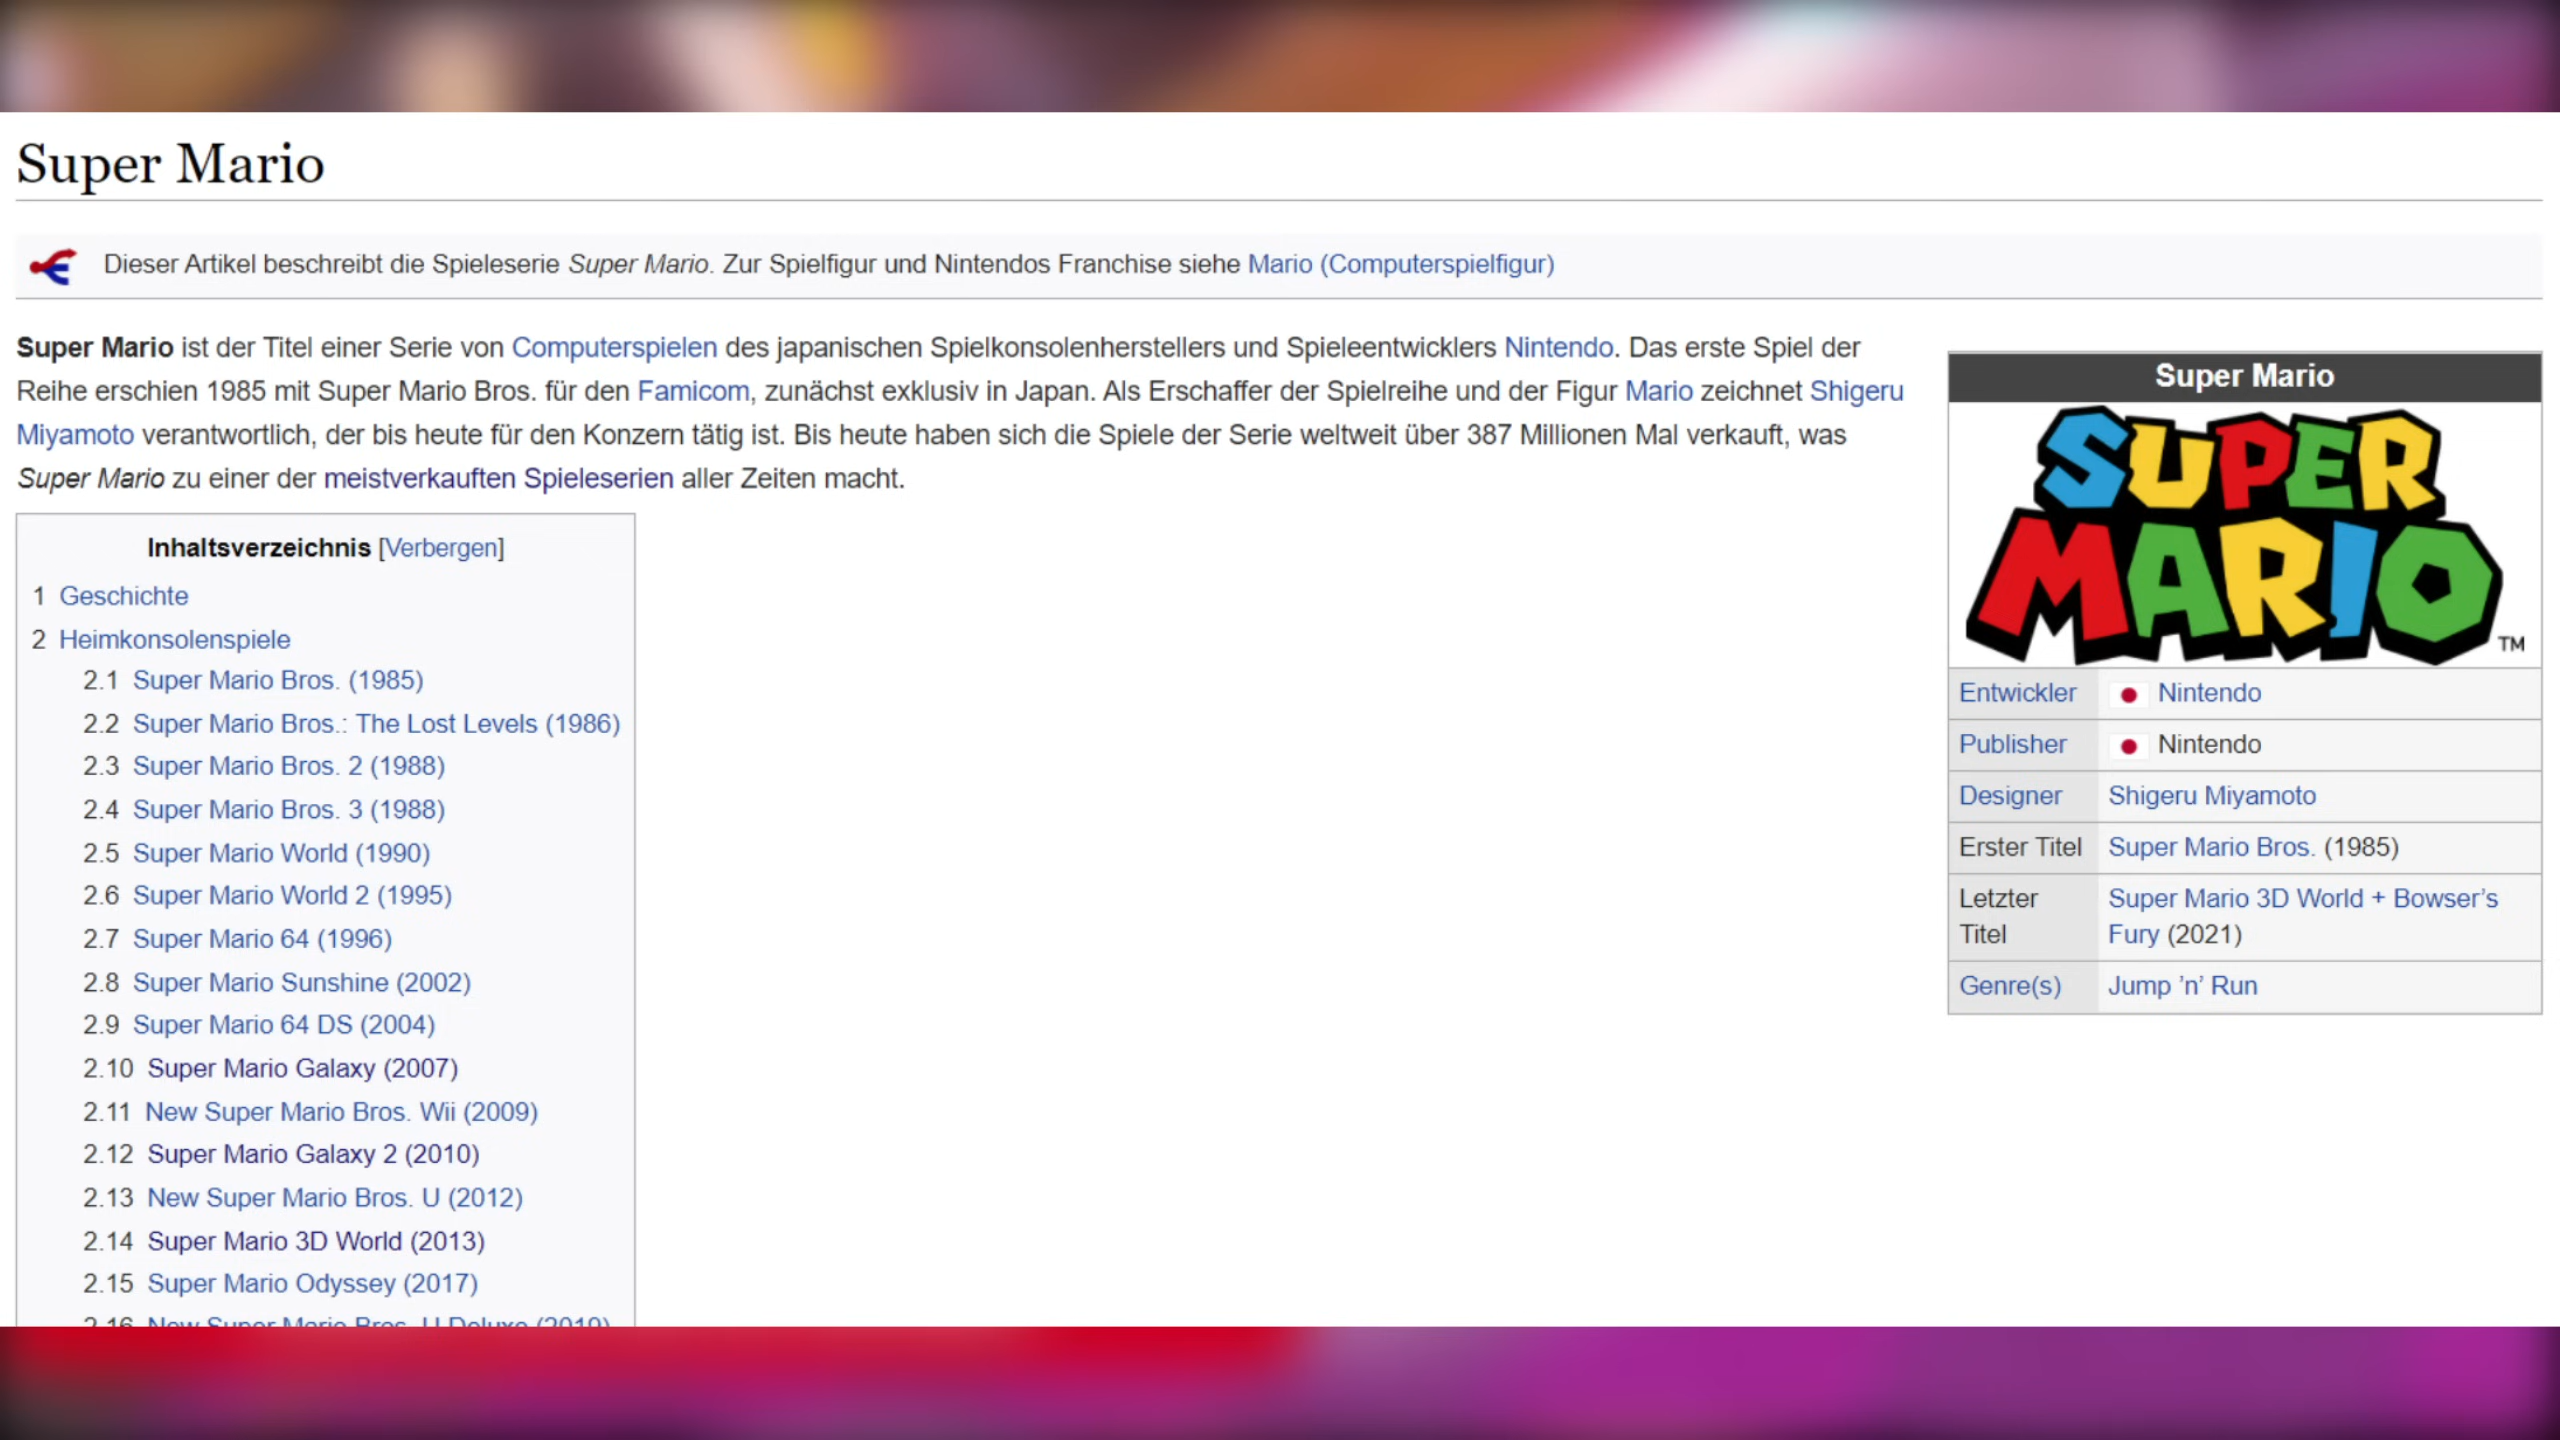 Super Mario
Dieser Artikel beschreibt die Spieleserie Super Mario. Zur Spielfigur und Nintendos Franchise siehe Mario (Computerspielfigur)
Super Mario ist der Titel einer Serie von Computerspielen des japanischen Spielkonsolenherstellers und Spieleentwicklers Nintendo. Das erste Spiel der
Reihe erschien 1985 mit Super Mario Bros. für den Famicom, zunächst exklusiv in Japan. Als Erschaffer der Spielreihe und der Figur Mario zeichnet Shigeru
Miyamoto verantwortlich, der bis heute für den Konzern tätig ist. Bis heute haben sich die Spiele der Serie weltweit über 387 Millionen Mal verkauft, was
Super Mario zu einer der meistverkauften Spieleserien aller Zeiten macht.
Inhaltsverzeichnis [Verbergen]
1 Geschichte
2 Heimkonsolenspiele
2.1 Super Mario Bros. (1985)
2.2 Super Mario Bros.: The Lost Levels (1986)
2.3 Super Mario Bros. 2 (1988)
2.4 Super Mario Bros. 3 (1988)
2.5 Super Mario World (1990)
2.6 Super Mario World 2 (1995)
2.7 Super Mario 64 (1996)
2.8 Super Mario Sunshine (2002)
2.9 Super Mario 64 DS (2004)
2.10 Super Mario Galaxy (2007)
2.11 New Super Mario Bros. Wii (2009)
2.12 Super Mario Galaxy 2 (2010)
2.13 New Super Mario Bros. U (2012)
2.14 Super Mario 3D World (2013)
2.15 Super Mario Odyssey (2017)
2.16 New Super Mario Bros. U Deluxe (2019)
Super Mario
SUPER
MARIO
TM
Entwickler Nintendo
Publisher Nintendo
Designer Shigeru Miyamoto
Erster Titel Super Mario Bros. (1985)
Letzter Super Mario 3D World + Bowser’s
Titel Fury (2021)
Genre(s) Jump ’n’ Run